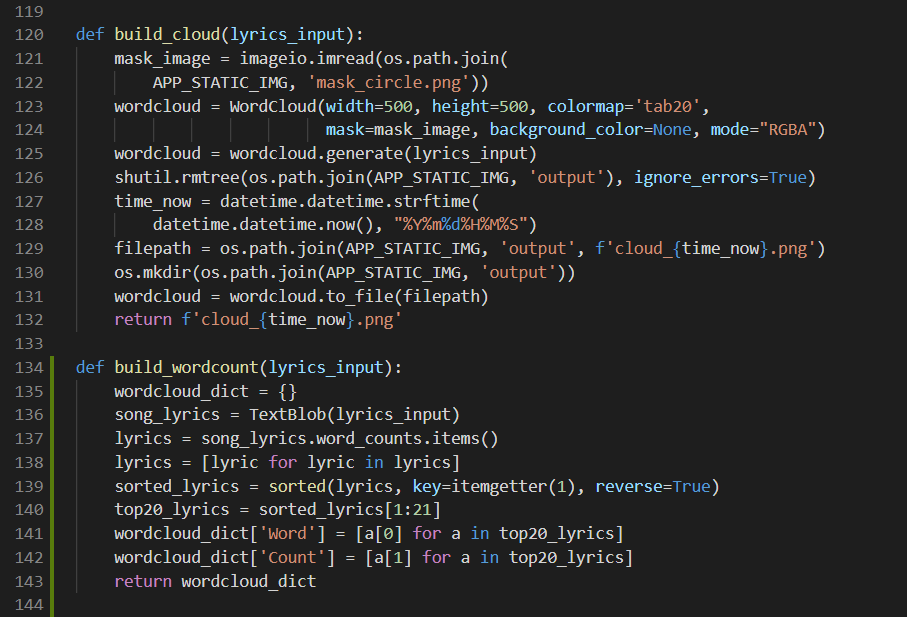 119
120 def build_cloud(lyrics_input):
121     mask_image = imageio.imread(os.path.join(
122         APP_STATIC_IMG, 'mask_circle.png'))
123     wordcloud = WordCloud(width=500, height=500, colormap='tab20',
124                           mask=mask_image, background_color=None, mode="RGBA")
125     wordcloud = wordcloud.generate(lyrics_input)
126     shutil.rmtree(os.path.join(APP_STATIC_IMG, 'output'), ignore_errors=True)
127     time_now = datetime.datetime.strftime(
128         datetime.datetime.now(), "%Y%m%d%H%M%S")
129     filepath = os.path.join(APP_STATIC_IMG, 'output', f'cloud_{time_now}.png')
130     os.mkdir(os.path.join(APP_STATIC_IMG, 'output'))
131     wordcloud = wordcloud.to_file(filepath)
132     return f'cloud_{time_now}.png'
133
134 def build_wordcount(lyrics_input):
135     wordcloud_dict = {}
136     song_lyrics = TextBlob(lyrics_input)
137     lyrics = song_lyrics.word_counts.items()
138     lyrics = [lyric for lyric in lyrics]
139     sorted_lyrics = sorted(lyrics, key=itemgetter(1), reverse=True)
140     top20_lyrics = sorted_lyrics[1:21]
141     wordcloud_dict['Word'] = [a[0] for a in top20_lyrics]
142     wordcloud_dict['Count'] = [a[1] for a in top20_lyrics]
143     return wordcloud_dict
144